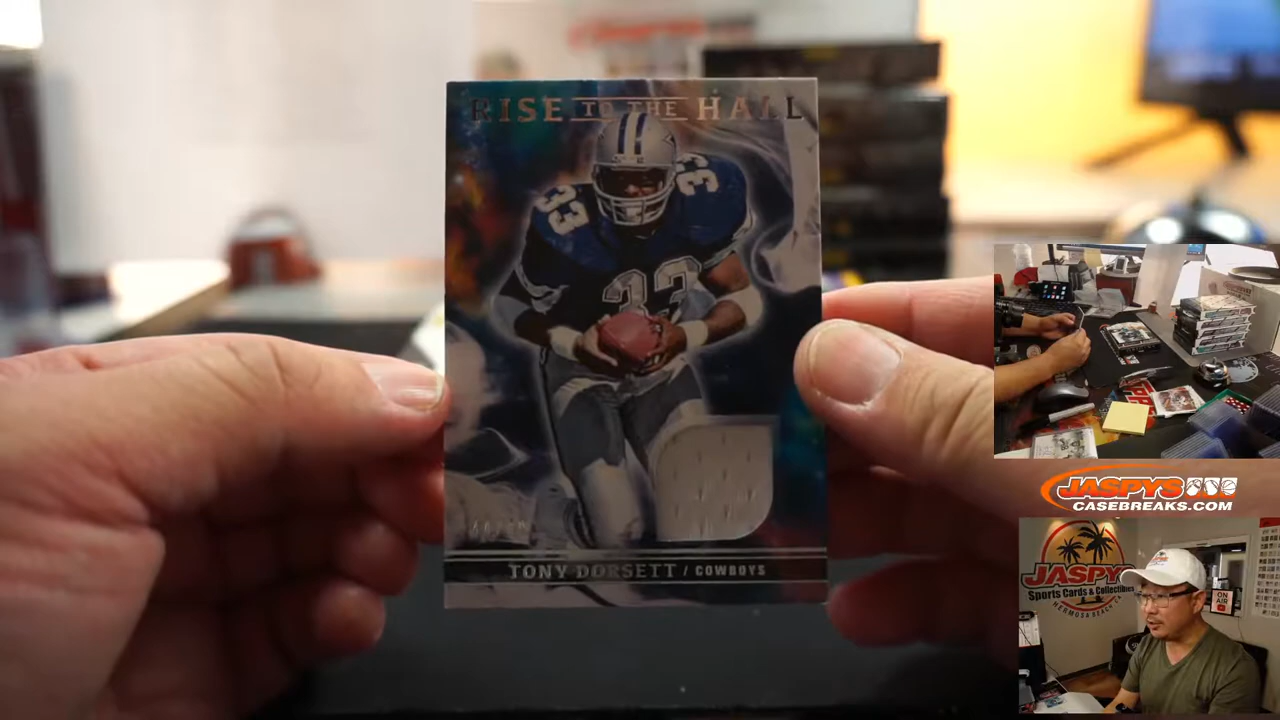 RISE TO THE HALL
33
33
33
TONY DORSETT / COWBOYS
JASPYS
CASEBREAKS.COM
JASPYS
Sports Cards & Collectibles
HERMOSA BEACH, CA
ON
AIR